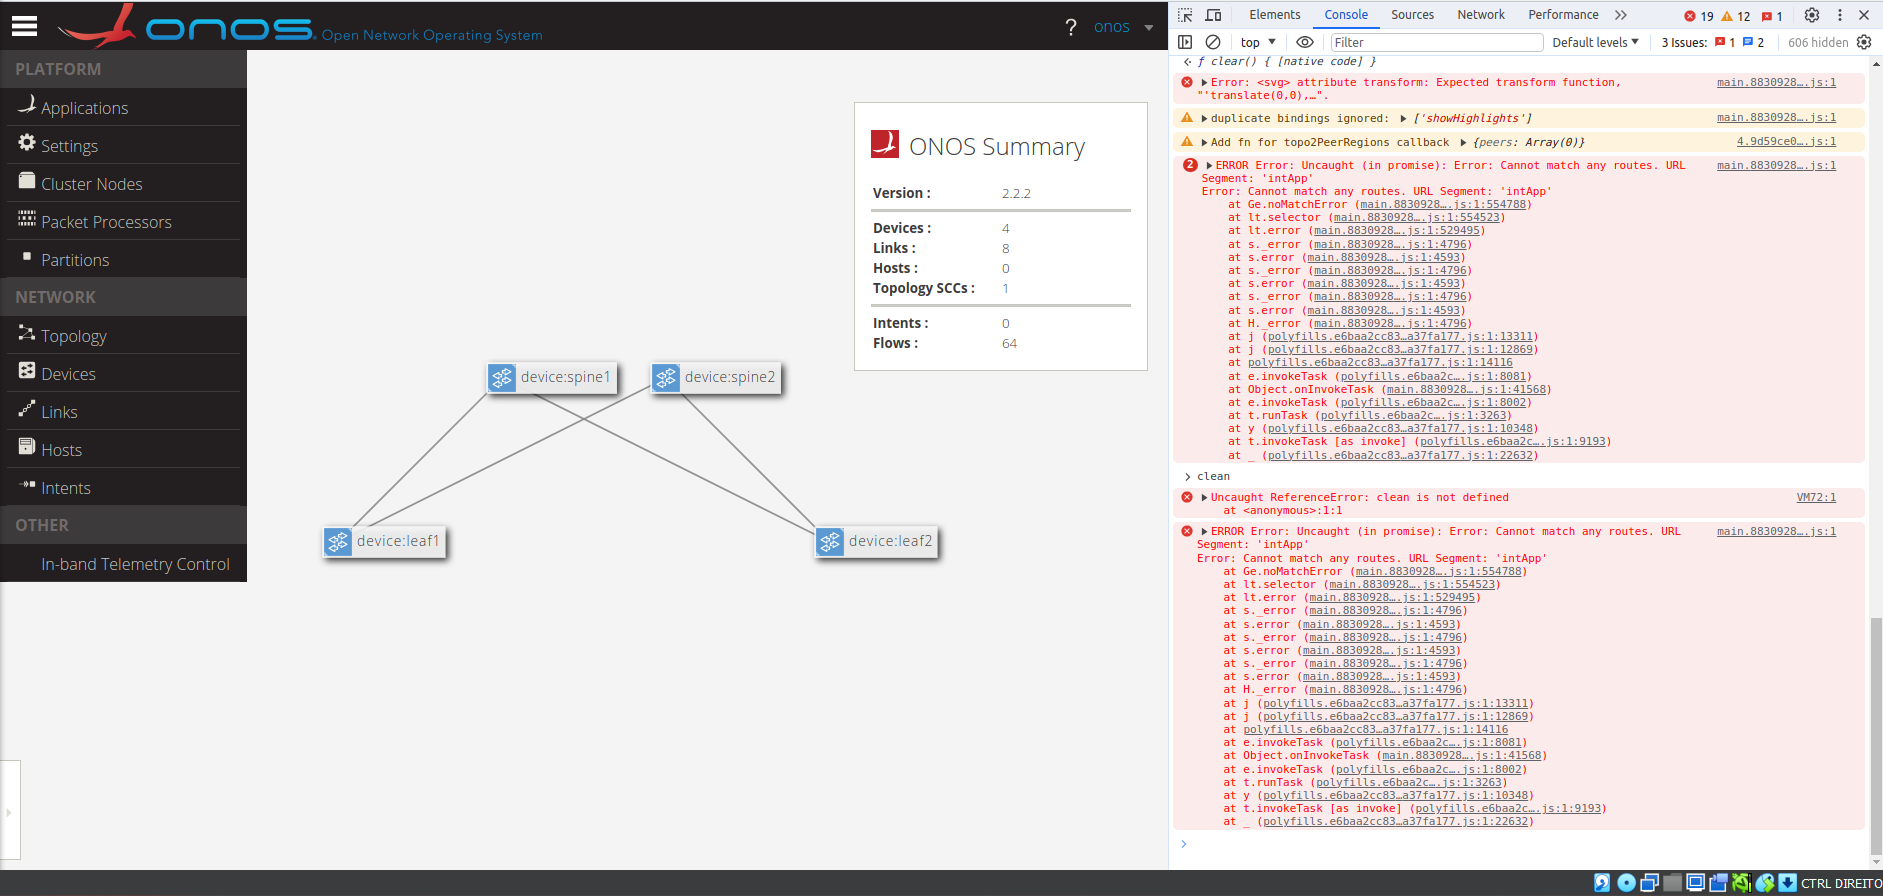 onos Open Network Operating System
? onos
PLATFORM
Applications
Settings
Cluster Nodes
Packet Processors
Partitions
NETWORK
Topology
Devices
Links
Hosts
Intents
OTHER
In-band Telemetry Control
device:spine1
device:spine2
device:leaf1
device:leaf2
ONOS Summary
Version : 2.2.2
Devices : 4
Links : 8
Hosts : 0
Topology SCCs : 1
Intents : 0
Flows : 64
Elements Console Sources Network Performance 19 12 1
top Filter Default levels 3 Issues: 1 2 606 hidden
ƒ clear() { [native code] }
Error: <svg> attribute transform: Expected transform function, main.8830928….js:1
"'translate(0,0),…".
duplicate bindings ignored: ['showHighlights'] main.8830928….js:1
Add fn for topo2PeerRegions callback {peers: Array(0)} 4.9d59ce0….js:1
2 ERROR Error: Uncaught (in promise): Error: Cannot match any routes. URL main.8830928….js:1
Segment: 'intApp'
Error: Cannot match any routes. URL Segment: 'intApp'
at Ge.noMatchError (main.8830928….js:1:554788)
at lt.selector (main.8830928….js:1:554523)
at lt.error (main.8830928….js:1:529495)
at s._error (main.8830928….js:1:4796)
at s.error (main.8830928….js:1:4593)
at s._error (main.8830928….js:1:4796)
at s.error (main.8830928….js:1:4593)
at s._error (main.8830928….js:1:4796)
at s.error (main.8830928….js:1:4593)
at H._error (main.8830928….js:1:4796)
at j (polyfills.e6baa2cc83…a37fa177.js:1:13311)
at j (polyfills.e6baa2cc83…a37fa177.js:1:12869)
at polyfills.e6baa2cc83…a37fa177.js:1:14116
at e.invokeTask (polyfills.e6baa2c….js:1:8081)
at Object.onInvokeTask (main.8830928….js:1:41568)
at e.invokeTask (polyfills.e6baa2c….js:1:8002)
at t.runTask (polyfills.e6baa2c….js:1:3263)
at y (polyfills.e6baa2cc83…a37fa177.js:1:10348)
at t.invokeTask [as invoke] (polyfills.e6baa2c….js:1:9193)
at _ (polyfills.e6baa2cc83…a37fa177.js:1:22632)
clean
Uncaught ReferenceError: clean is not defined VM72:1
at <anonymous>:1:1
ERROR Error: Uncaught (in promise): Error: Cannot match any routes. URL main.8830928….js:1
Segment: 'intApp'
Error: Cannot match any routes. URL Segment: 'intApp'
at Ge.noMatchError (main.8830928….js:1:554788)
at lt.selector (main.8830928….js:1:554523)
at lt.error (main.8830928….js:1:529495)
at s._error (main.8830928….js:1:4796)
at s.error (main.8830928….js:1:4593)
at s._error (main.8830928….js:1:4796)
at s.error (main.8830928….js:1:4593)
at s._error (main.8830928….js:1:4796)
at s.error (main.8830928….js:1:4593)
at H._error (main.8830928….js:1:4796)
at j (polyfills.e6baa2cc83…a37fa177.js:1:13311)
at j (polyfills.e6baa2cc83…a37fa177.js:1:12869)
at polyfills.e6baa2cc83…a37fa177.js:1:14116
at e.invokeTask (polyfills.e6baa2c….js:1:8081)
at Object.onInvokeTask (main.8830928….js:1:41568)
at e.invokeTask (polyfills.e6baa2c….js:1:8002)
at t.runTask (polyfills.e6baa2c….js:1:3263)
at y (polyfills.e6baa2cc83…a37fa177.js:1:10348)
at t.invokeTask [as invoke] (polyfills.e6baa2c….js:1:9193)
at _ (polyfills.e6baa2cc83…a37fa177.js:1:22632)
CTRL DIREITO